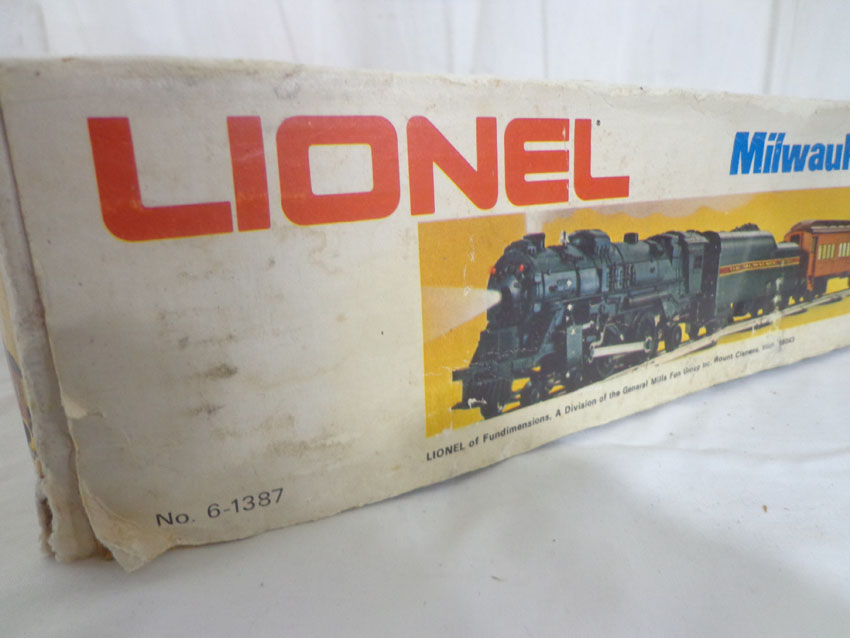 LIONEL
Milwauk
LIONEL of Fundimensions, A Division of the General Mills Fun Group Inc. Mount Clemens, Mich. 48045
No. 6-1387